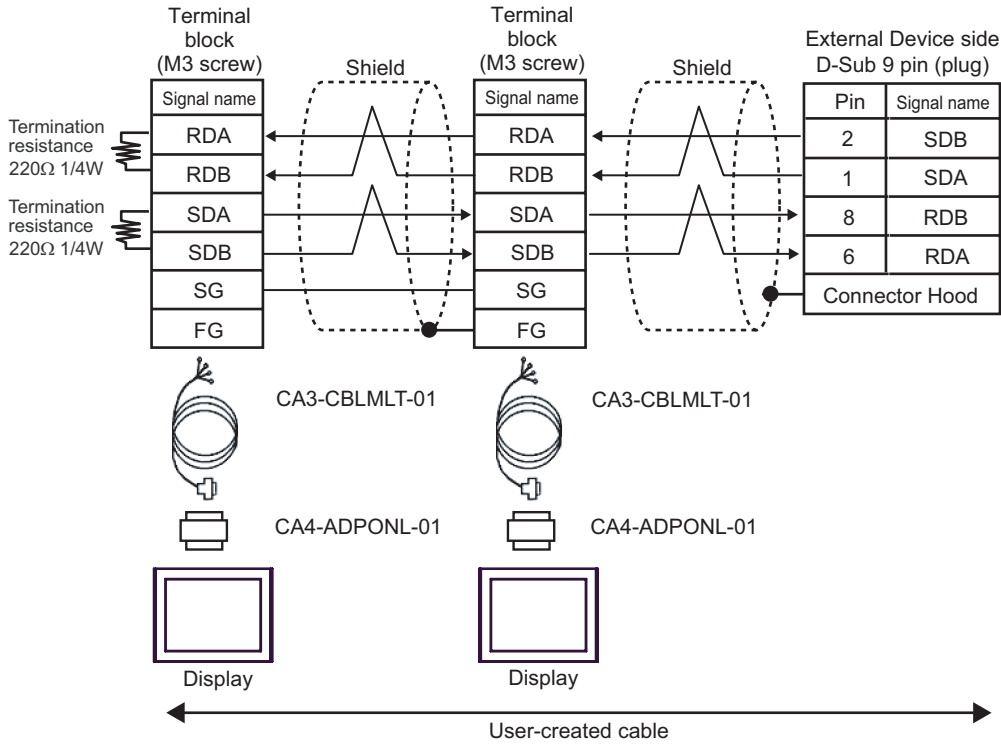 Terminal
block
(M3 screw)
Terminal
block
(M3 screw)
External Device side
D-Sub 9 pin (plug)
Shield
Shield
Signal name
Signal name
Pin
Signal name
Termination
resistance
220Ω 1/4W
RDA
RDA
2
SDB
RDB
RDB
1
SDA
Termination
resistance
220Ω 1/4W
SDA
SDA
8
RDB
SDB
SDB
6
RDA
SG
SG
Connector Hood
FG
FG
CA3-CBLMLT-01
CA3-CBLMLT-01
CA4-ADPONL-01
CA4-ADPONL-01
Display
Display
User-created cable